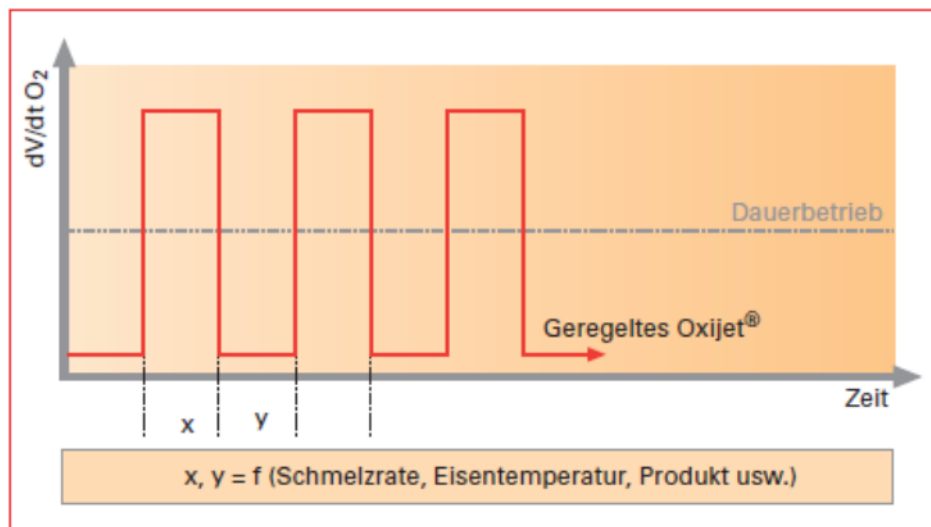 dV/dt O₂
Dauerbetrieb
Geregeltes Oxijet®
Zeit
x
y
x, y = f (Schmelzrate, Eisentemperatur, Produkt usw.)